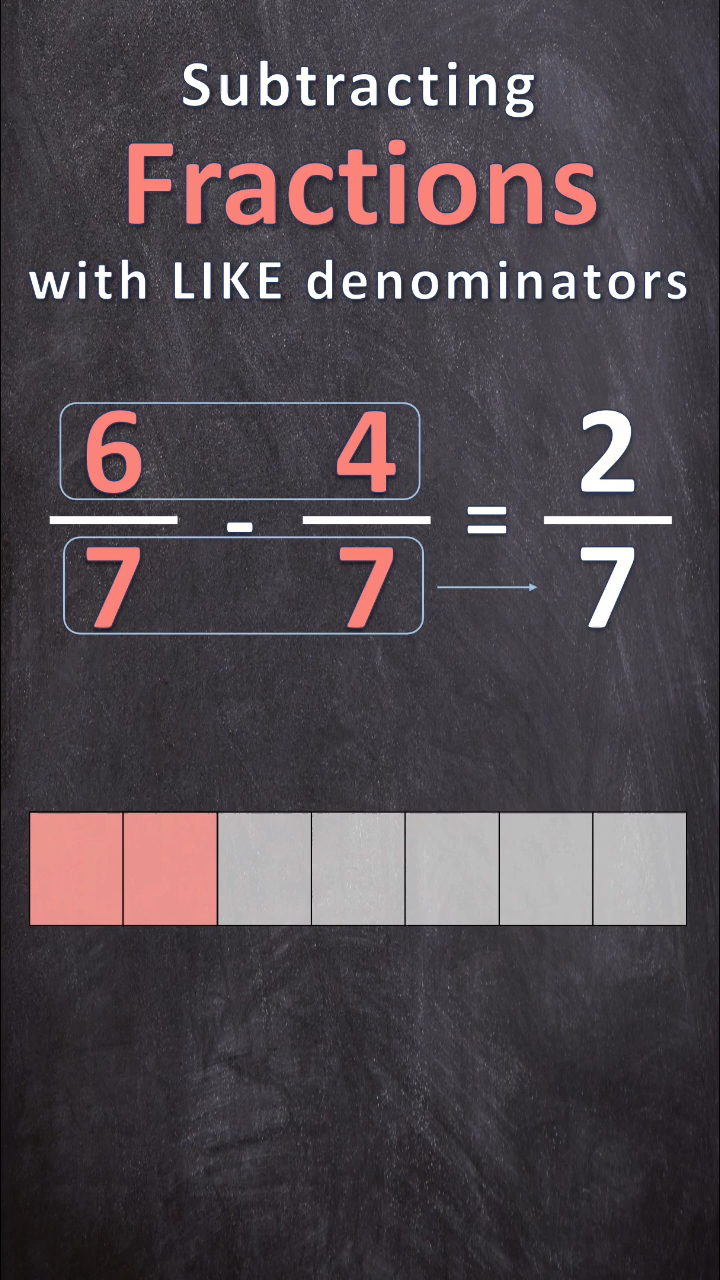 Subtracting
Fractions
with LIKE denominators
6 4 2
- =
7 7 7